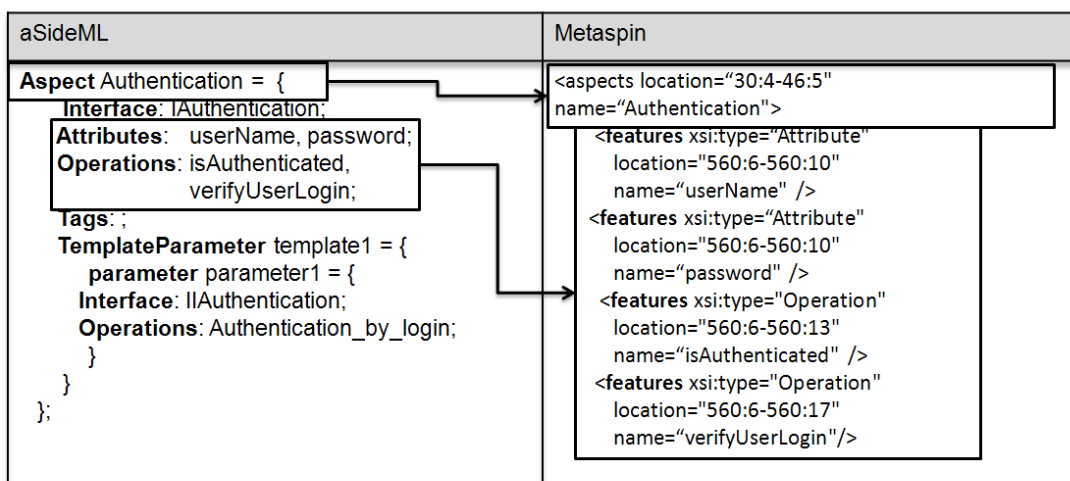 aSideML
Aspect Authentication = {
Interface: IAuthentication;
Attributes: userName, password;
Operations: isAuthenticated,
verifyUserLogin;
Tags: ;
TemplateParameter template1 = {
parameter parameter1 = {
Interface: IIAuthentication;
Operations: Authentication_by_login;
}
}
};
Metaspin
<aspects location=“30:4-46:5"
name=“Authentication">
<features xsi:type=“Attribute"
location="560:6-560:10"
name=“userName" />
<features xsi:type=“Attribute"
location="560:6-560:10"
name=“password" />
<features xsi:type="Operation"
location="560:6-560:13"
name=“isAuthenticated" />
<features xsi:type="Operation"
location="560:6-560:17"
name=“verifyUserLogin"/>